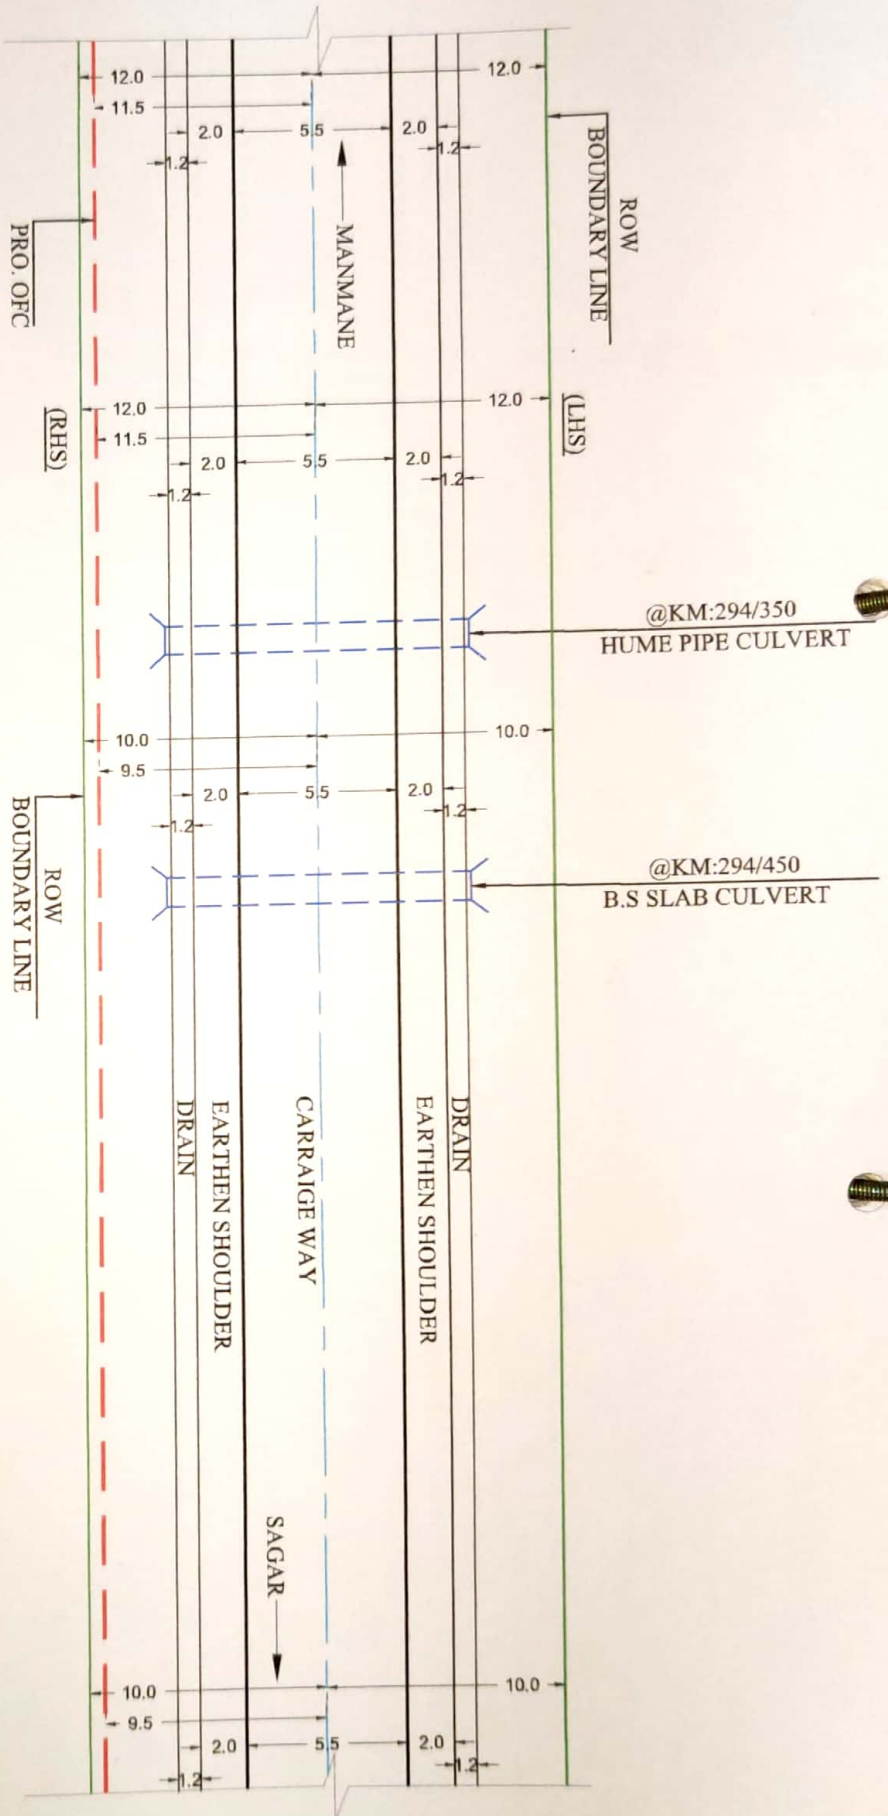 12.0
12.0
11.5
2.0
5.5
2.0
1.2
1.2
ROW
BOUNDARY LINE
MANMANE
PRO. OFC
12.0
12.0
(RHS)
(LHS)
11.5
2.0
5.5
2.0
1.2
1.2
@KM:294/350
HUME PIPE CULVERT
10.0
10.0
9.5
2.0
5.5
2.0
1.2
1.2
ROW
BOUNDARY LINE
@KM:294/450
B.S SLAB CULVERT
DRAIN
EARTHEN SHOULDER
CARRAIGE WAY
EARTHEN SHOULDER
DRAIN
SAGAR
10.0
10.0
9.5
2.0
5.5
2.0
1.2
1.2